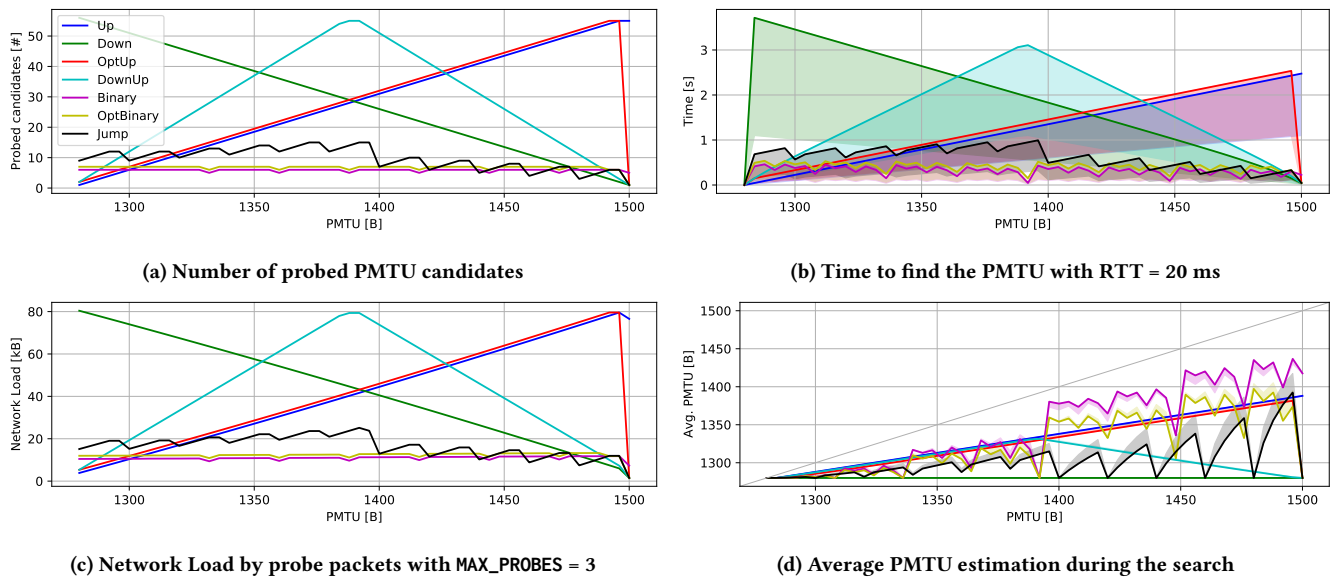 50
40
30
20
10
0
Probed candidates [#]
Up
Down
OptUp
DownUp
Binary
OptBinary
Jump
1300
1350
1400
1450
1500
PMTU [B]
(a) Number of probed PMTU candidates
3
2
1
0
Time [s]
1300
1350
1400
1450
1500
PMTU [B]
(b) Time to find the PMTU with RTT = 20 ms
80
60
40
20
0
Network Load [kB]
1300
1350
1400
1450
1500
PMTU [B]
(c) Network Load by probe packets with MAX_PROBES = 3
1500
1450
1400
1350
1300
Avg. PMTU [B]
1300
1350
1400
1450
1500
PMTU [B]
(d) Average PMTU estimation during the search